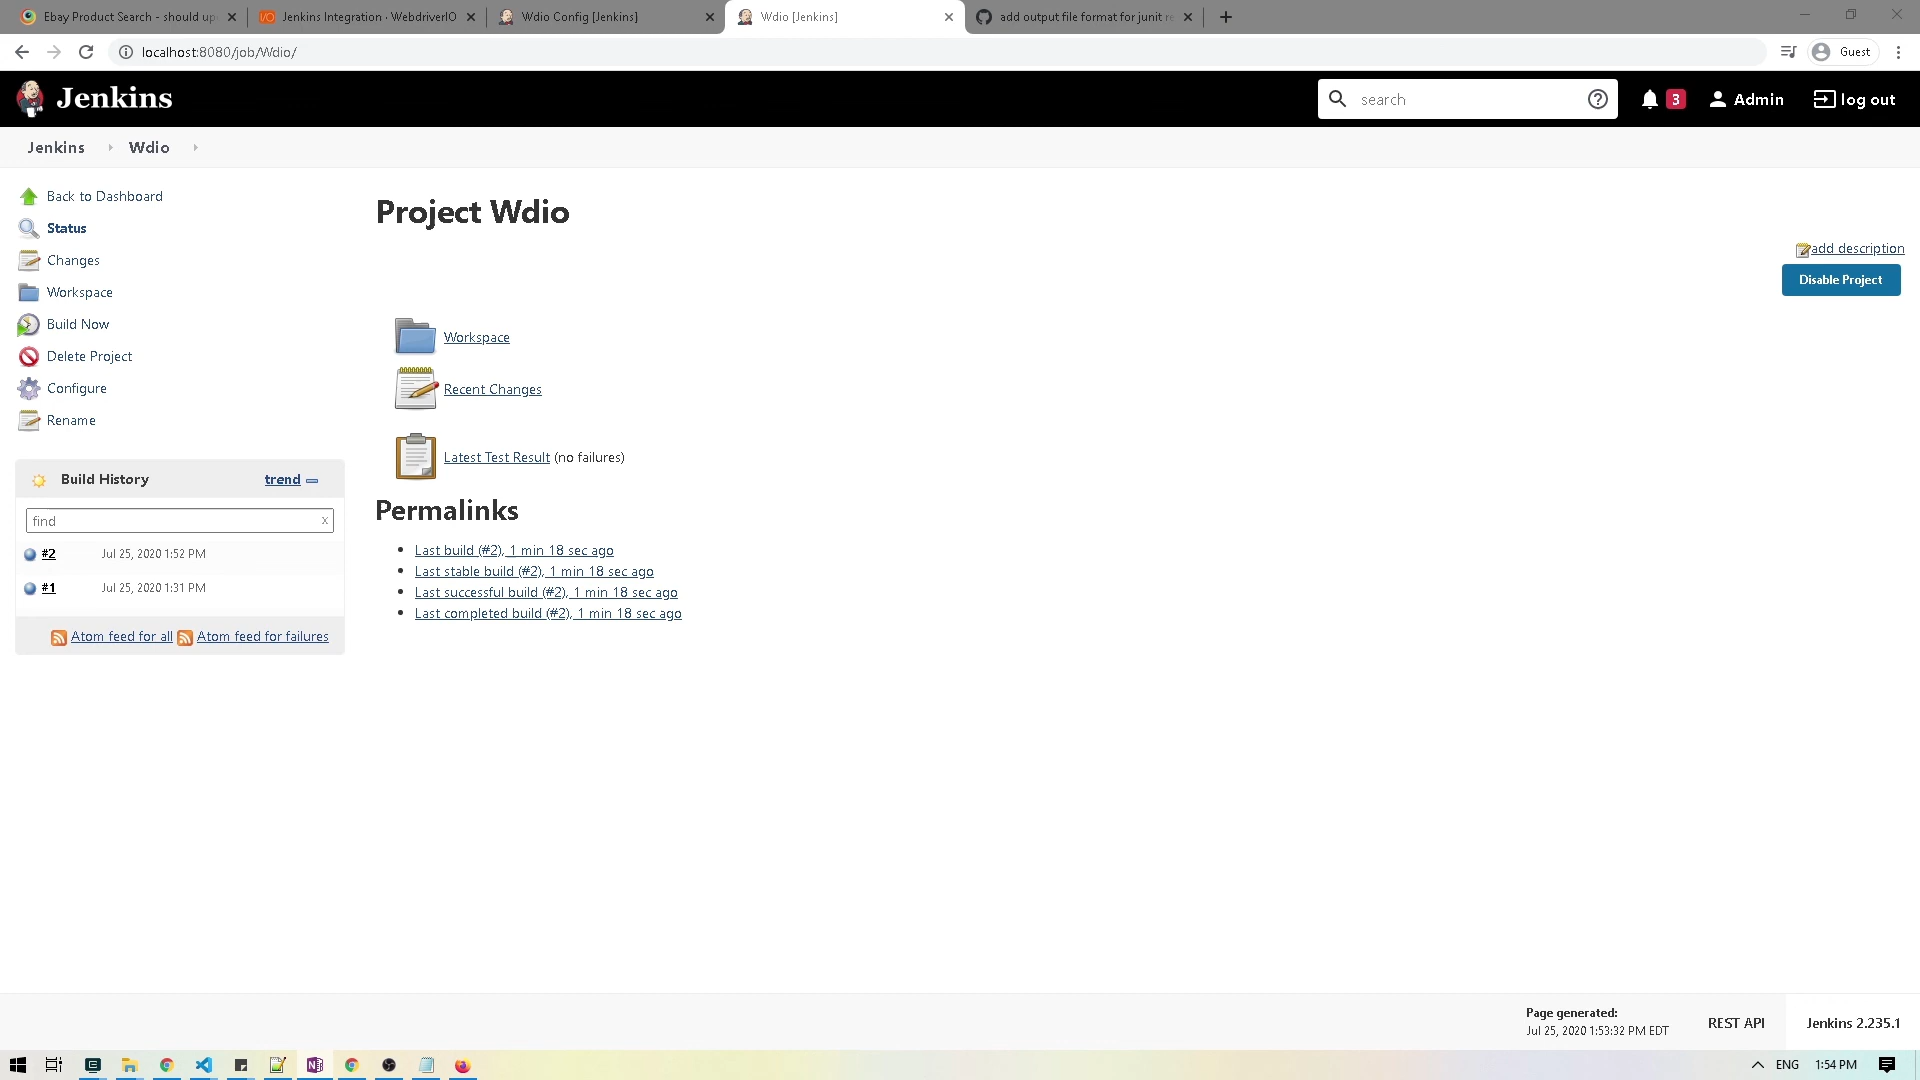 Ebay Product Search - should up
Jenkins Integration · WebdriverIO
Wdio Config [Jenkins]
Wdio [Jenkins]
add output file format for junit re
localhost:8080/job/Wdio/
Guest
Jenkins
search
3
Admin
log out
Jenkins
Wdio
Back to Dashboard
Status
Changes
Workspace
Build Now
Delete Project
Configure
Rename
Build History
trend
find
x
#2
Jul 25, 2020 1:52 PM
#1
Jul 25, 2020 1:31 PM
Atom feed for all
Atom feed for failures
Project Wdio
add description
Disable Project
Workspace
Recent Changes
Latest Test Result (no failures)
Permalinks
Last build (#2), 1 min 18 sec ago
Last stable build (#2), 1 min 18 sec ago
Last successful build (#2), 1 min 18 sec ago
Last completed build (#2), 1 min 18 sec ago
Page generated:
Jul 25, 2020 1:53:32 PM EDT
REST API
Jenkins 2.235.1
ENG
1:54 PM